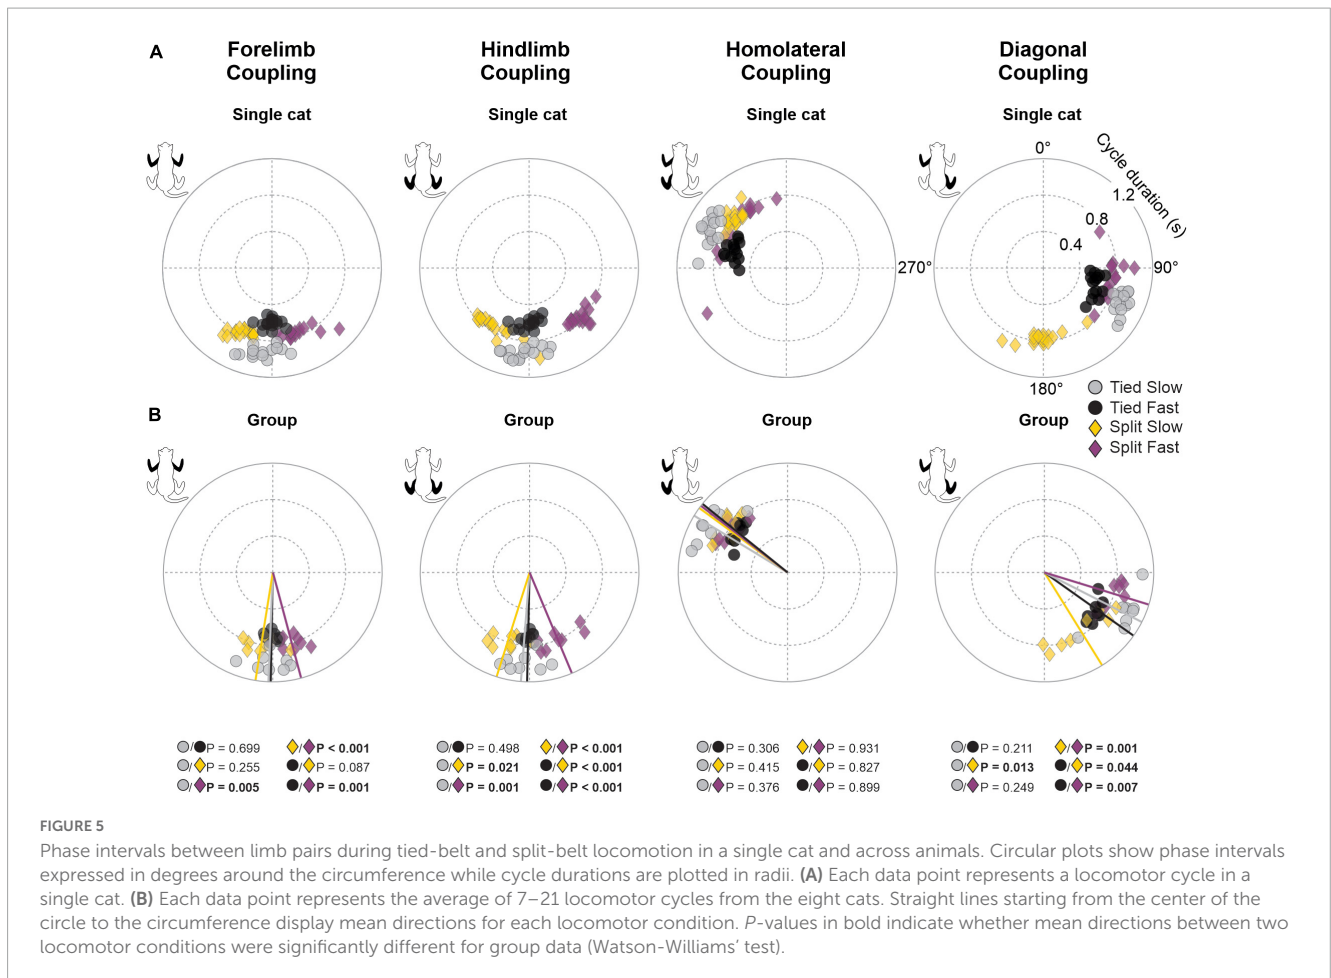 A
Forelimb
Coupling
Hindlimb
Coupling
Homolateral
Coupling
Diagonal
Coupling
Single cat
Single cat
Single cat
Single cat
0°
Cycle duration (s)
1.2
0.8
0.4
270°
90°
180°
Tied Slow
Tied Fast
Split Slow
Split Fast
B
Group
Group
Group
Group
/ P = 0.699 / P < 0.001 / P = 0.498 / P < 0.001 / P = 0.306 / P = 0.931 / P = 0.211 / P = 0.001
/ P = 0.255 / P = 0.087 / P = 0.021 / P < 0.001 / P = 0.415 / P = 0.827 / P = 0.013 / P = 0.044
/ P = 0.005 / P = 0.001 / P = 0.001 / P < 0.001 / P = 0.376 / P = 0.899 / P = 0.249 / P = 0.007
FIGURE 5
Phase intervals between limb pairs during tied-belt and split-belt locomotion in a single cat and across animals. Circular plots show phase intervals
expressed in degrees around the circumference while cycle durations are plotted in radii. (A) Each data point represents a locomotor cycle in a
single cat. (B) Each data point represents the average of 7–21 locomotor cycles from the eight cats. Straight lines starting from the center of the
circle to the circumference display mean directions for each locomotor condition. P-values in bold indicate whether mean directions between two
locomotor conditions were significantly different for group data (Watson-Williams’ test).